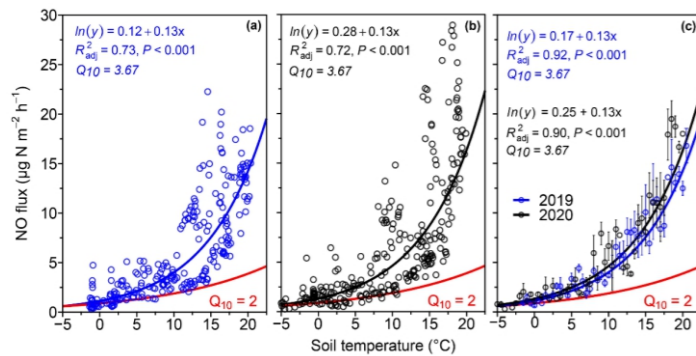 (a)
ln(y) = 0.12 + 0.13x
R²adj = 0.73, P < 0.001
Q10 = 3.67
Q10 = 2
(b)
ln(y) = 0.28 + 0.13x
R²adj = 0.72, P < 0.001
Q10 = 3.67
Q10 = 2
(c)
ln(y) = 0.17 + 0.13x
R²adj = 0.92, P < 0.001
Q10 = 3.67
ln(y) = 0.25 + 0.13x
R²adj = 0.90, P < 0.001
Q10 = 3.67
2019
2020
Q10 = 2
NO flux (µg N m⁻² h⁻¹)
30
25
20
15
10
5
0
−5 0 5 10 15 20
−5 0 5 10 15 20
−5 0 5 10 15 20
Soil temperature (°C)